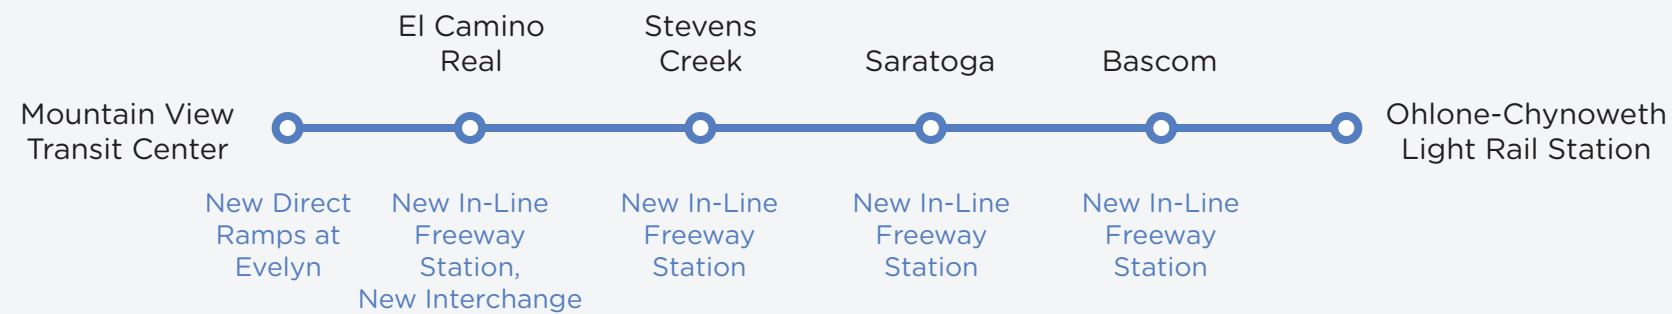 Mountain View
Transit Center
El Camino
Real
Stevens
Creek
Saratoga
Bascom
Ohlone-Chynoweth
Light Rail Station
New Direct
Ramps at
Evelyn
New In-Line
Freeway
Station,
New Interchange
New In-Line
Freeway
Station
New In-Line
Freeway
Station
New In-Line
Freeway
Station